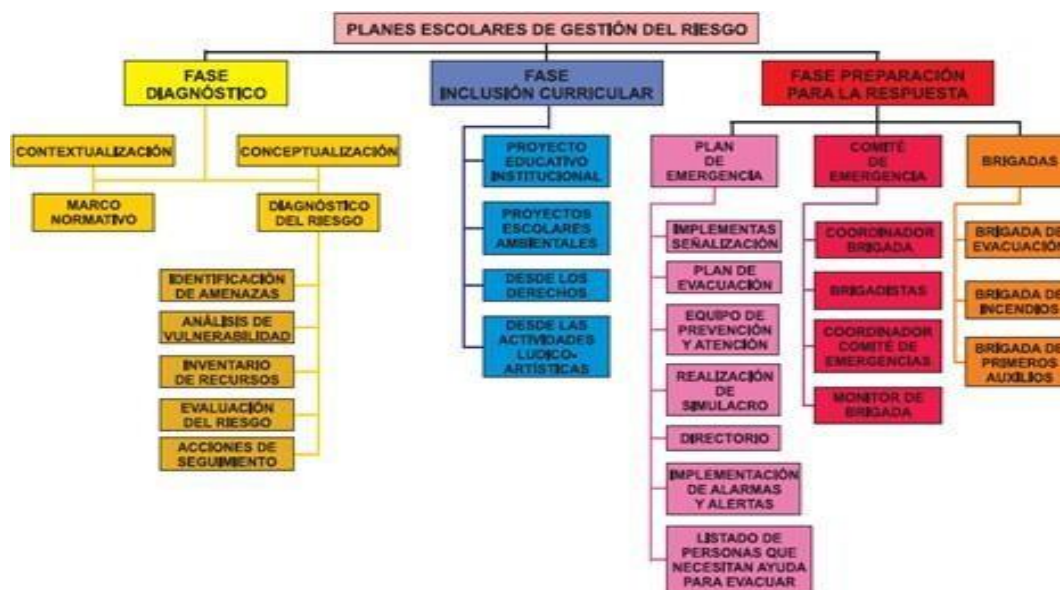 PLANES ESCOLARES DE GESTIÓN DEL RIESGO
FASE
DIAGNÓSTICO
CONTEXTUALIZACIÓN
CONCEPTUALIZACIÓN
MARCO
NORMATIVO
DIAGNÓSTICO
DEL RIESGO
IDENTIFICACIÓN
DE AMENAZAS
ANÁLISIS DE
VULNERABILIDAD
INVENTARIO
DE RECURSOS
EVALUACIÓN
DEL RIESGO
ACCIONES DE
SEGUIMIENTO
FASE
INCLUSIÓN CURRICULAR
PROYECTO
EDUCATIVO
INSTITUCIONAL
PROYECTOS
ESCOLARES
AMBIENTALES
DESDE LOS
DERECHOS
DESDE LAS
ACTIVIDADES
LUDICO-
ARTÍSTICAS
FASE PREPARACIÓN
PARA LA RESPUESTA
PLAN
DE
EMERGENCIA
IMPLEMENTAS
SEÑALIZACIÓN
PLAN DE
EVACUACIÓN
EQUIPO DE
PREVENCIÓN
Y ATENCIÓN
REALIZACIÓN
DE
SIMULACRO
DIRECTORIO
IMPLEMENTACIÓN
DE ALARMAS
Y ALERTAS
LISTADO DE
PERSONAS QUE
NECESITAN AYUDA
PARA EVACUAR
COMITÉ
DE
EMERGENCIA
COORDINADOR
BRIGADA
BRIGADISTAS
COORDINADOR
COMITÉ DE
EMERGENCIAS
MONITOR DE
BRIGADA
BRIGADAS
BRIGADA DE
EVACUACIÓN
BRIGADA DE
INCENDIOS
BRIGADA DE
PRIMEROS
AUXILIOS